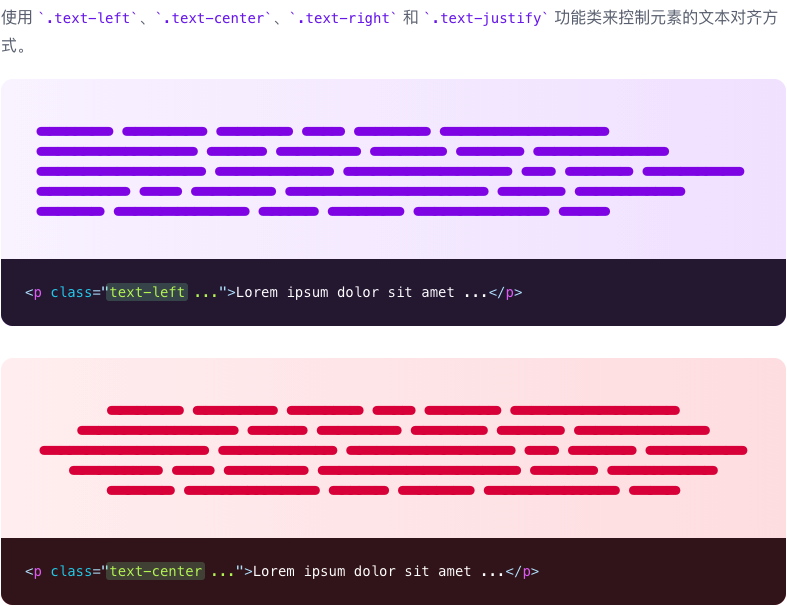 使用 `.text-left`、`.text-center`、`.text-right` 和 `.text-justify` 功能类来控制元素的文本对齐方
式。
<p class="text-left ...">Lorem ipsum dolor sit amet ...</p>
<p class="text-center ...">Lorem ipsum dolor sit amet ...</p>